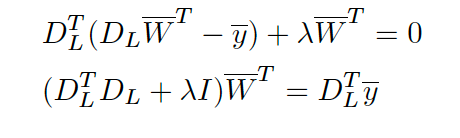 $D_L^T(D_L\overline{W}^T - \overline{y}) + \lambda\overline{W}^T = 0$
$(D_L^T D_L + \lambda I)\overline{W}^T = D_L^T\overline{y}$